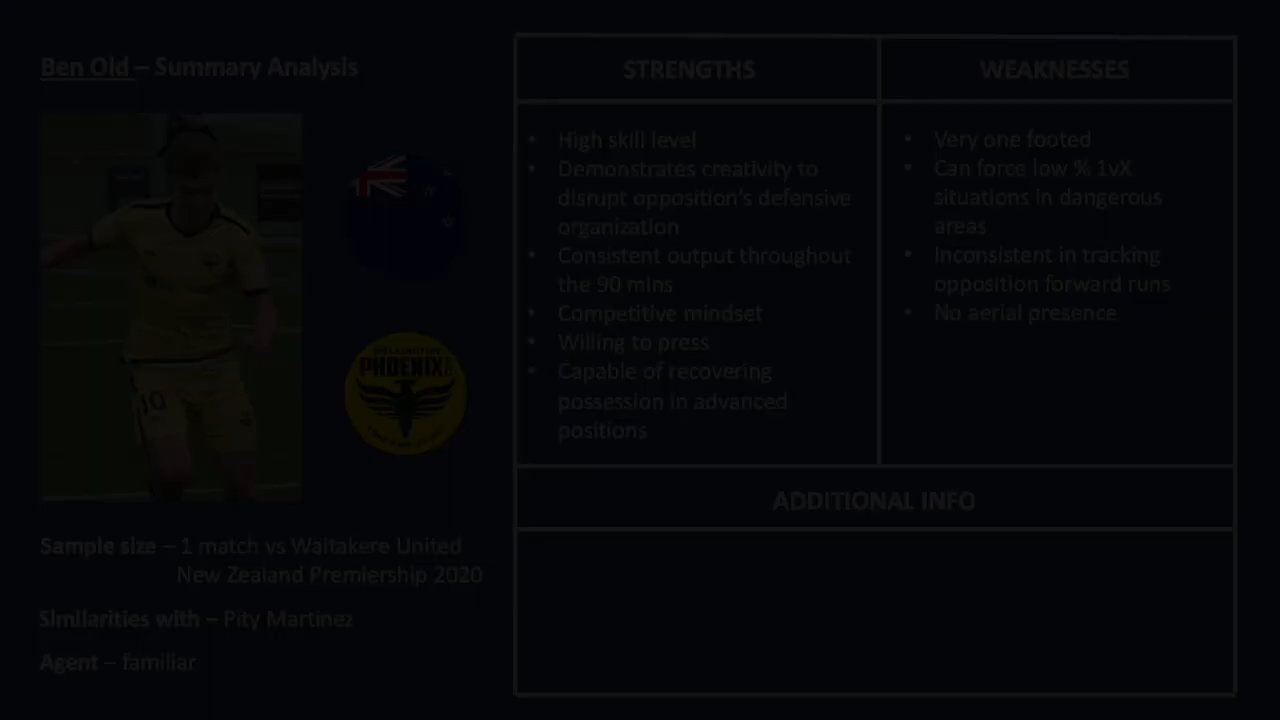 Ben Old – Summary Analysis
10
WELLINGTON
PHOENIX
Sample size – 1 match vs Waitakere United
New Zealand Premiership 2020
Similarities with – Pity Martinez
Agent – familiar
STRENGTHS
• High skill level
• Demonstrates creativity to
disrupt opposition's defensive
organization
• Consistent output throughout
the 90 mins
• Competitive mindset
• Willing to press
• Capable of recovering
possession in advanced
positions
WEAKNESSES
• Very one footed
• Can force low % 1vX
situations in dangerous
areas
• Inconsistent in tracking
opposition forward runs
• No aerial presence
ADDITIONAL INFO